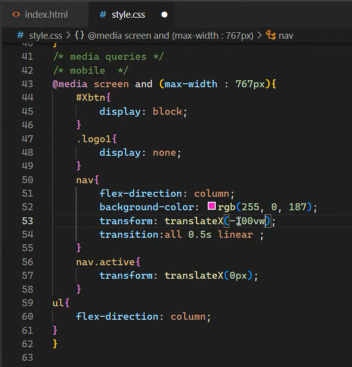 index.html
style.css
style.css > {} @media screen and (max-width : 767px) > nav
40 }
41 /* media queries */
42 /* mobile  */
43 @media screen and (max-width : 767px){
44     #Xbtn{
45         display: block;
46     }
47     .logo1{
48         display: none;
49     }
50     nav{
51         flex-direction: column;
52         background-color: rgb(255, 0, 187);
53         transform: translateX(-100vw);
54         transition:all 0.5s linear ;
55     }
56     nav.active{
57         transform: translateX(0px);
58     }
59 ul{
60     flex-direction: column;
61 }
62 }
63